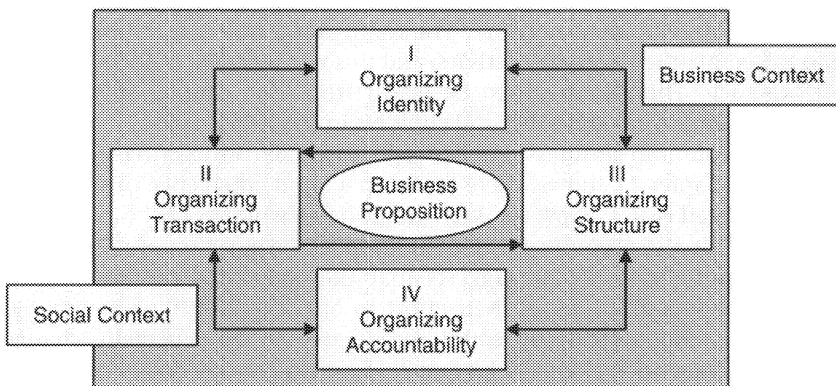 I
Organizing
Identity
Business Context
II
Organizing
Transaction
Business
Proposition
III
Organizing
Structure
Social Context
IV
Organizing
Accountability